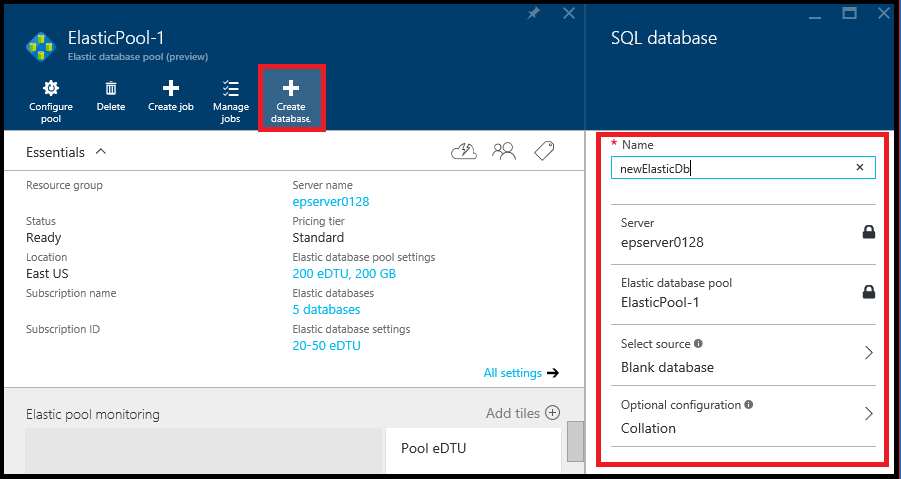 ElasticPool-1
Elastic database pool (preview)
Configure pool
Delete
Create job
Manage jobs
Create database.
Essentials
Resource group
Server name
epserver0128
Status
Ready
Pricing tier
Standard
Location
East US
Elastic database pool settings
200 eDTU, 200 GB
Subscription name
Elastic databases
5 databases
Subscription ID
Elastic database settings
20-50 eDTU
All settings
Elastic pool monitoring
Add tiles
Pool eDTU
SQL database
* Name
newElasticDb
Server
epserver0128
Elastic database pool
ElasticPool-1
Select source
Blank database
Optional configuration
Collation